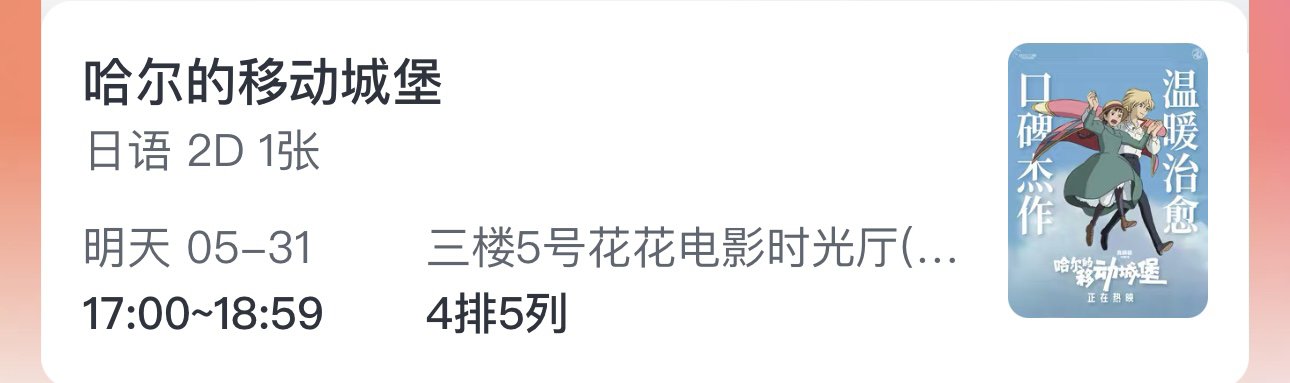 哈尔的移动城堡
日语 2D 1张
明天 05-31
三楼5号花花电影时光厅(...
17:00~18:59
4排5列
口碑杰作
温暖治愈
哈尔的移动城堡
正在热映